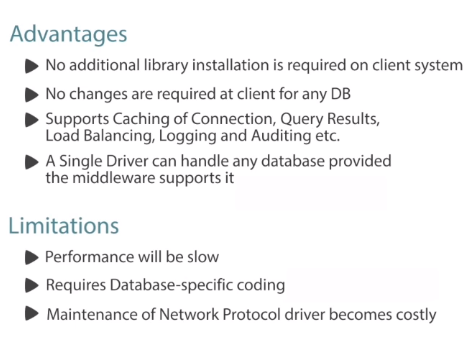 Advantages
No additional library installation is required on client system
No changes are required at client for any DB
Supports Caching of Connection, Query Results,
Load Balancing, Logging and Auditing etc.
A Single Driver can handle any database provided
the middleware supports it
Limitations
Performance will be slow
Requires Database-specific coding
Maintenance of Network Protocol driver becomes costly